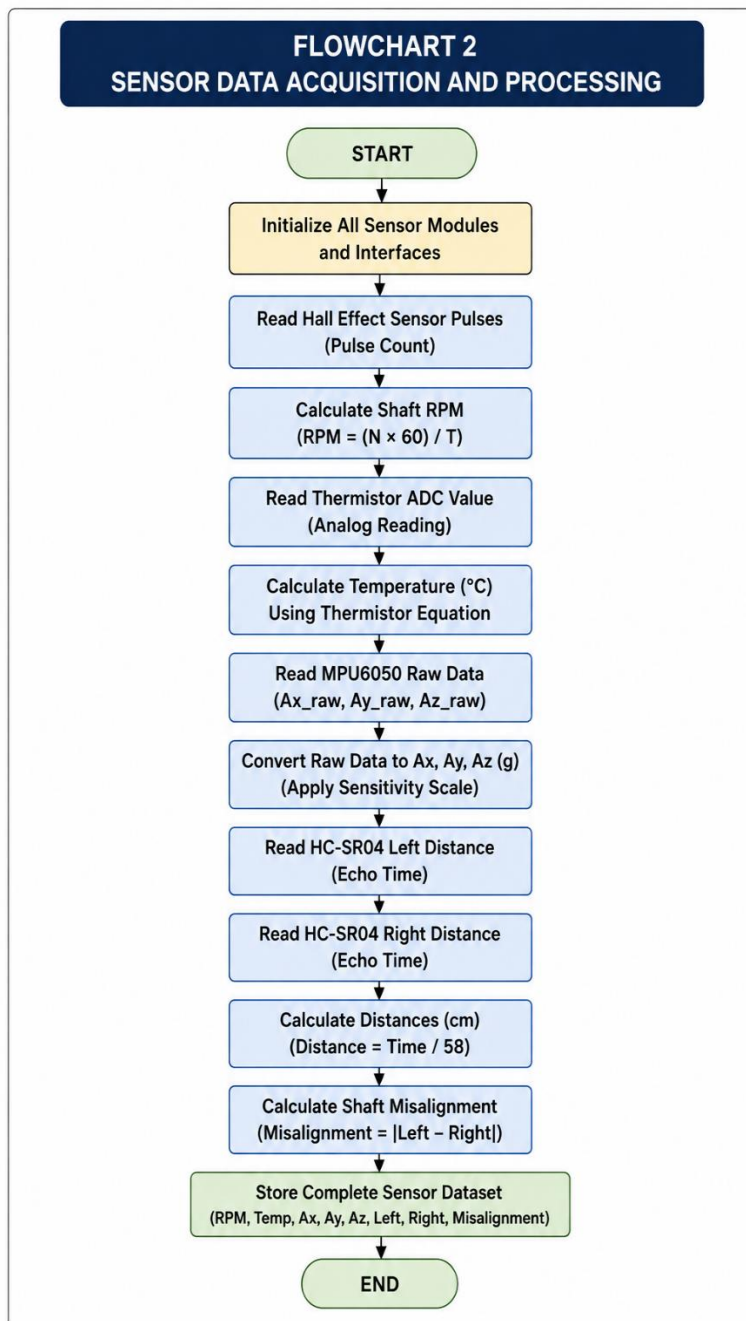 FLOWCHART 2
SENSOR DATA ACQUISITION AND PROCESSING
START
Initialize All Sensor Modules
and Interfaces
Read Hall Effect Sensor Pulses
(Pulse Count)
Calculate Shaft RPM
(RPM = (N × 60) / T)
Read Thermistor ADC Value
(Analog Reading)
Calculate Temperature (°C)
Using Thermistor Equation
Read MPU6050 Raw Data
(Ax_raw, Ay_raw, Az_raw)
Convert Raw Data to Ax, Ay, Az (g)
(Apply Sensitivity Scale)
Read HC-SR04 Left Distance
(Echo Time)
Read HC-SR04 Right Distance
(Echo Time)
Calculate Distances (cm)
(Distance = Time / 58)
Calculate Shaft Misalignment
(Misalignment = |Left – Right|)
Store Complete Sensor Dataset
(RPM, Temp, Ax, Ay, Az, Left, Right, Misalignment)
END